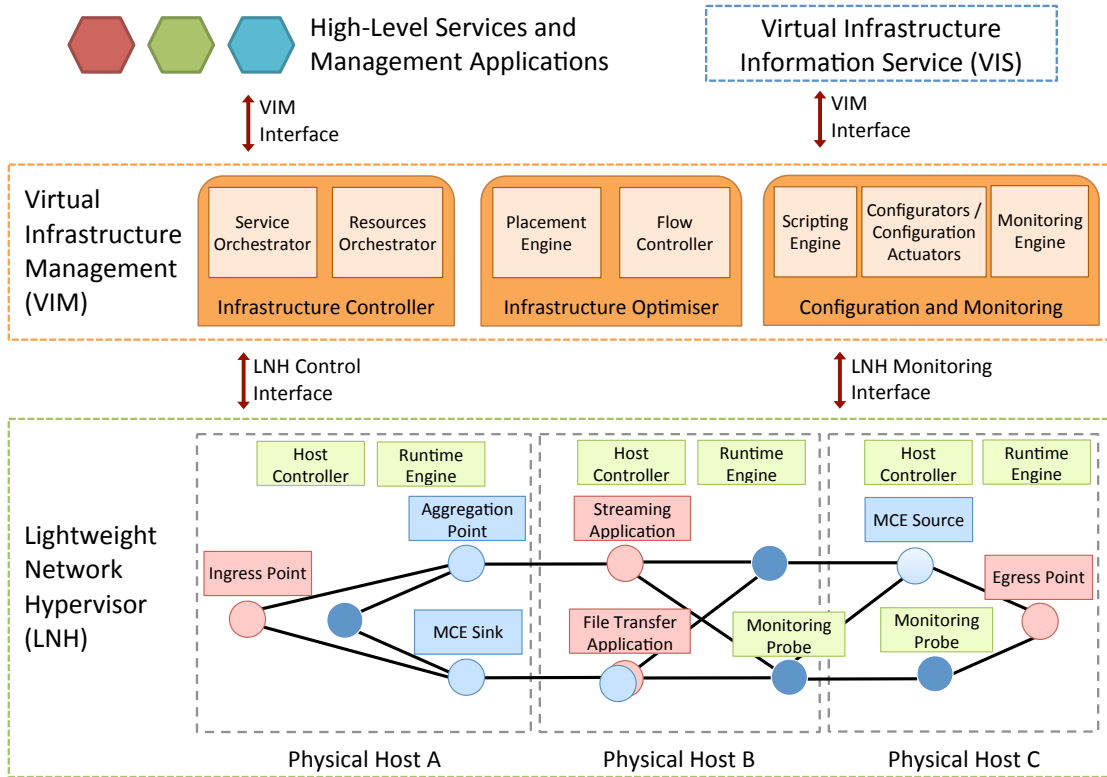 High-Level Services and
Management Applications
Virtual Infrastructure
Information Service (VIS)
VIM
Interface
VIM
Interface
Virtual
Infrastructure
Management
(VIM)
Service
Orchestrator
Resources
Orchestrator
Infrastructure Controller
Placement
Engine
Flow
Controller
Infrastructure Optimiser
Scripting
Engine
Configurators /
Configuration
Actuators
Monitoring
Engine
Configuration and Monitoring
LNH Control
Interface
LNH Monitoring
Interface
Lightweight
Network
Hypervisor
(LNH)
Host
Controller
Runtime
Engine
Aggregation
Point
Ingress Point
MCE Sink
Physical Host A
Host
Controller
Runtime
Engine
Streaming
Application
File Transfer
Application
Monitoring
Probe
Physical Host B
Host
Controller
Runtime
Engine
MCE Source
Egress Point
Monitoring
Probe
Physical Host C